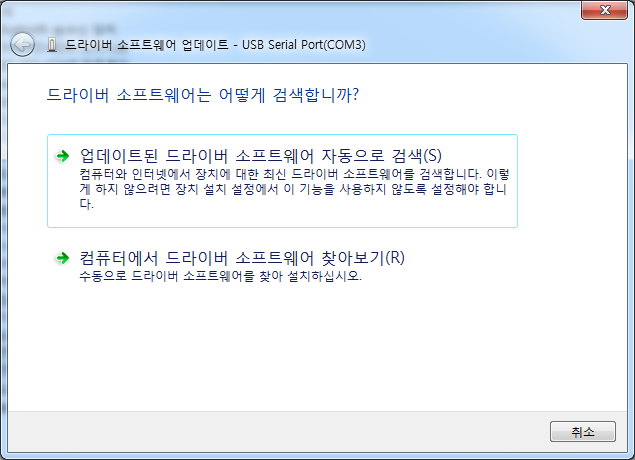 드라이버 소프트웨어 업데이트 - USB Serial Port(COM3)
드라이버 소프트웨어는 어떻게 검색합니까?
업데이트된 드라이버 소프트웨어 자동으로 검색(S)
컴퓨터와 인터넷에서 장치에 대한 최신 드라이버 소프트웨어를 검색합니다. 이렇
게 하지 않으려면 장치 설치 설정에서 이 기능을 사용하지 않도록 설정해야 합니
다.
컴퓨터에서 드라이버 소프트웨어 찾아보기(R)
수동으로 드라이버 소프트웨어를 찾아 설치하십시오.
취소